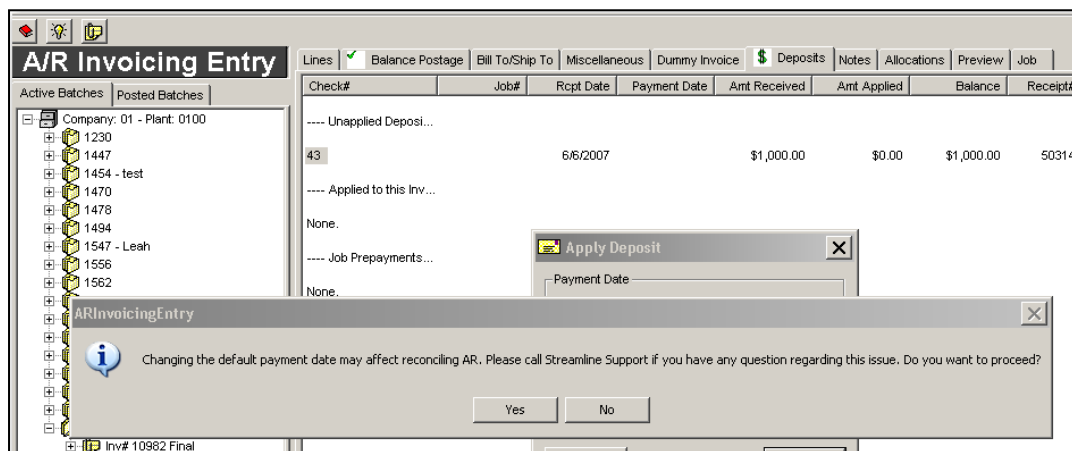 A/R Invoicing Entry
Lines Balance Postage Bill To/Ship To Miscellaneous Dummy Invoice $ Deposits Notes Allocations Preview Job
Active Batches Posted Batches
Check# Job# Rcpt Date Payment Date Amt Received Amt Applied Balance Receipt#
Company: 01 - Plant: 0100
---- Unapplied Deposi...
1230
1447
43 6/6/2007 $1,000.00 $0.00 $1,000.00 50314
1454 - test
1470
---- Applied to this Inv...
1478
1494
None.
1547 - Leah
Apply Deposit
---- Job Prepayments...
1556
Payment Date
1562
None.
ARInvoicingEntry
Changing the default payment date may affect reconciling AR. Please call Streamline Support if you have any question regarding this issue. Do you want to proceed?
Yes No
Inv# 10982 Final